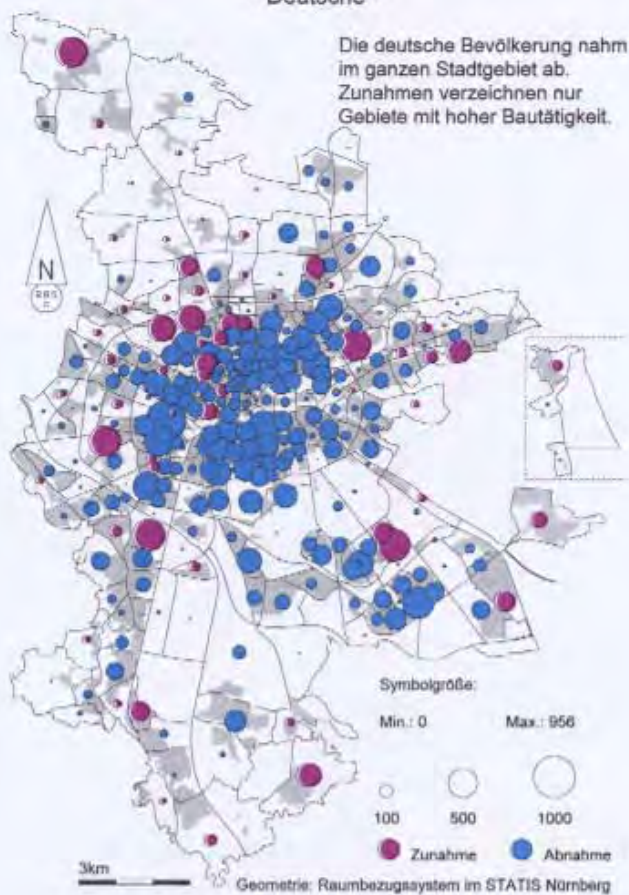 Deutsche
Die deutsche Bevölkerung nahm
im ganzen Stadtgebiet ab.
Zunahmen verzeichnen nur
Gebiete mit hoher Bautätigkeit.
N
Symbolgröße:
Min.: 0 Max.: 956
100 500 1000
Zunahme Abnahme
3km
Geometrie: Raumbezugssystem im STATIS Nürnberg